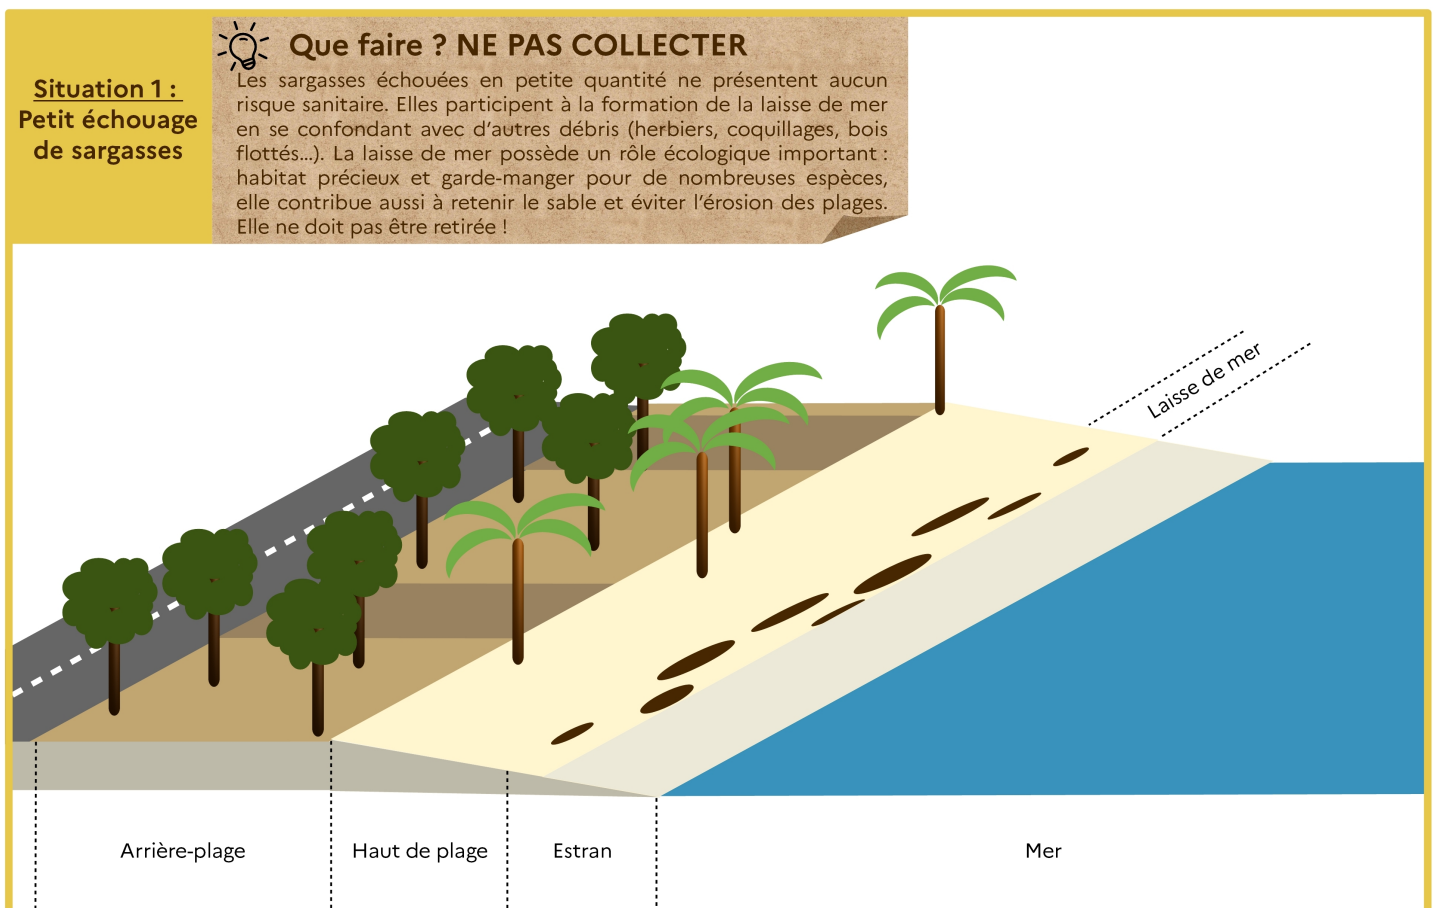 Situation 1 :
Petit échouage
de sargasses
Que faire ? NE PAS COLLECTER
Les sargasses échouées en petite quantité ne présentent aucun
risque sanitaire. Elles participent à la formation de la laisse de mer
en se confondant avec d'autres débris (herbiers, coquillages, bois
flottés...). La laisse de mer possède un rôle écologique important :
habitat précieux et garde-manger pour de nombreuses espèces,
elle contribue aussi à retenir le sable et éviter l'érosion des plages.
Elle ne doit pas être retirée !
Laisse de mer
Arrière-plage
Haut de plage
Estran
Mer